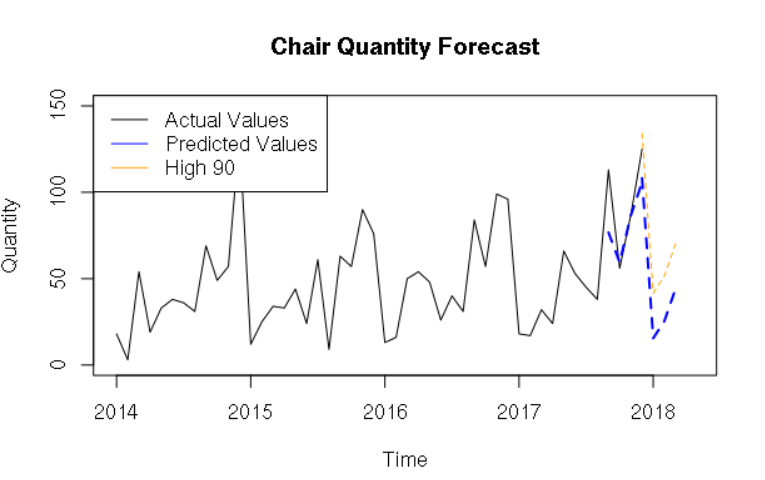 Chair Quantity Forecast
Quantity
150
100
50
0
Actual Values
Predicted Values
High 90
2014 2015 2016 2017 2018
Time